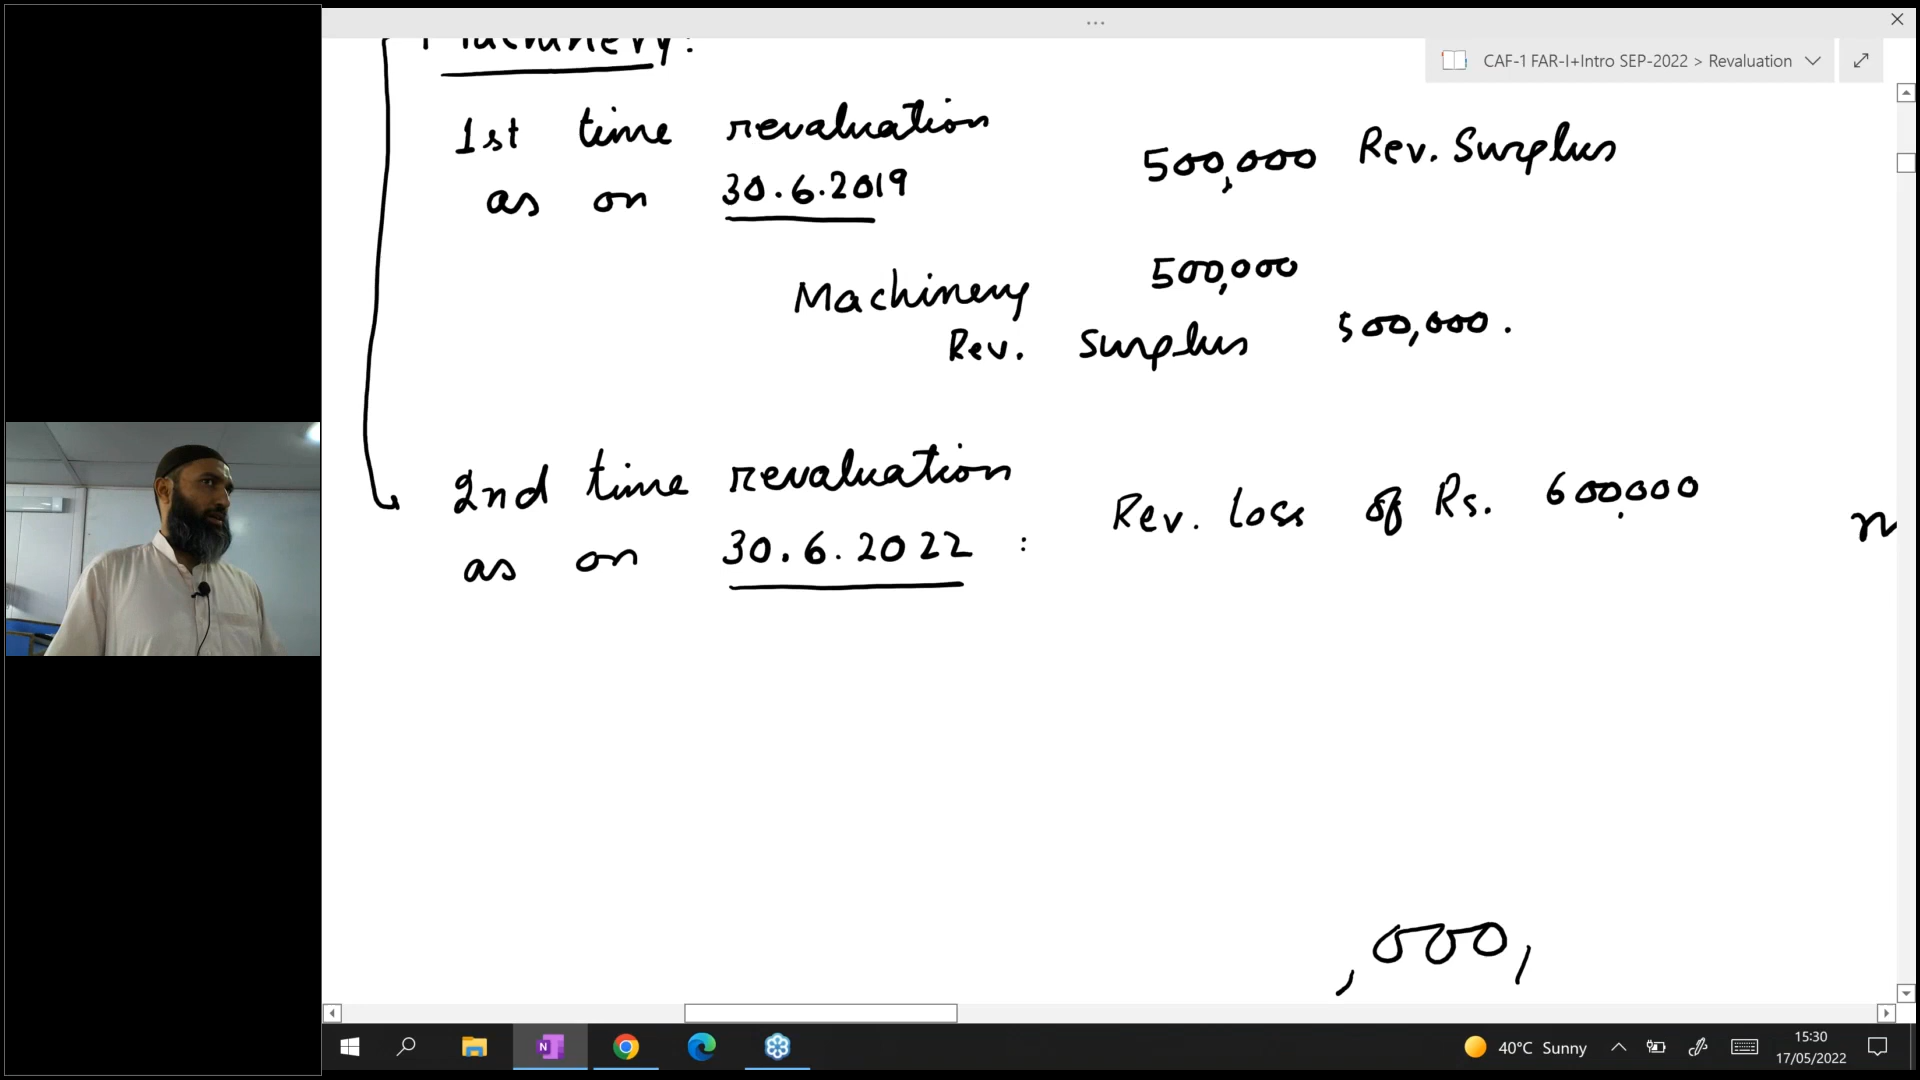 Machinery:
CAF-1 FAR-I+Intro SEP-2022 > Revaluation
1st time revaluation
as on 30.6.2019
500,000 Rev. Surplus
Machinery 500,000
Rev. Surplus 500,000.
2nd time revaluation
as on 30.6.2022 :
Rev. loss of Rs. 600,000
n
,000,
40°C Sunny
15:30
17/05/2022